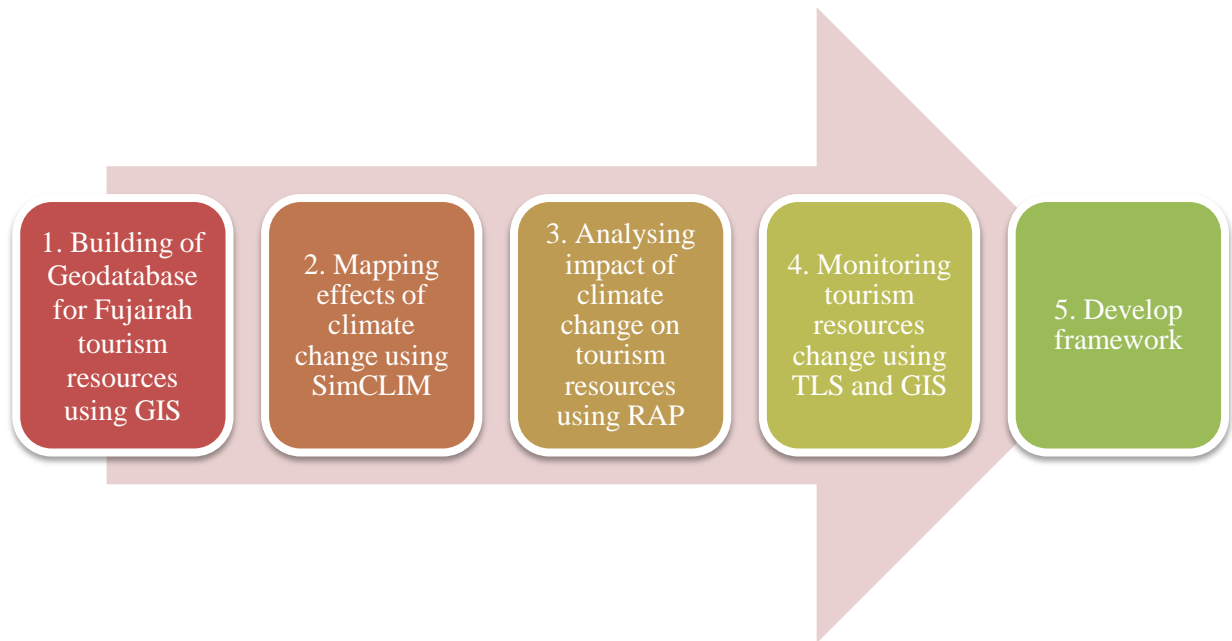 1. Building of
Geodatabase
for Fujairah
tourism
resources
using GIS
2. Mapping
effects of
climate
change using
SimCLIM
3. Analysing
impact of
climate
change on
tourism
resources
using RAP
4. Monitoring
tourism
resources
change using
TLS and GIS
5. Develop
framework